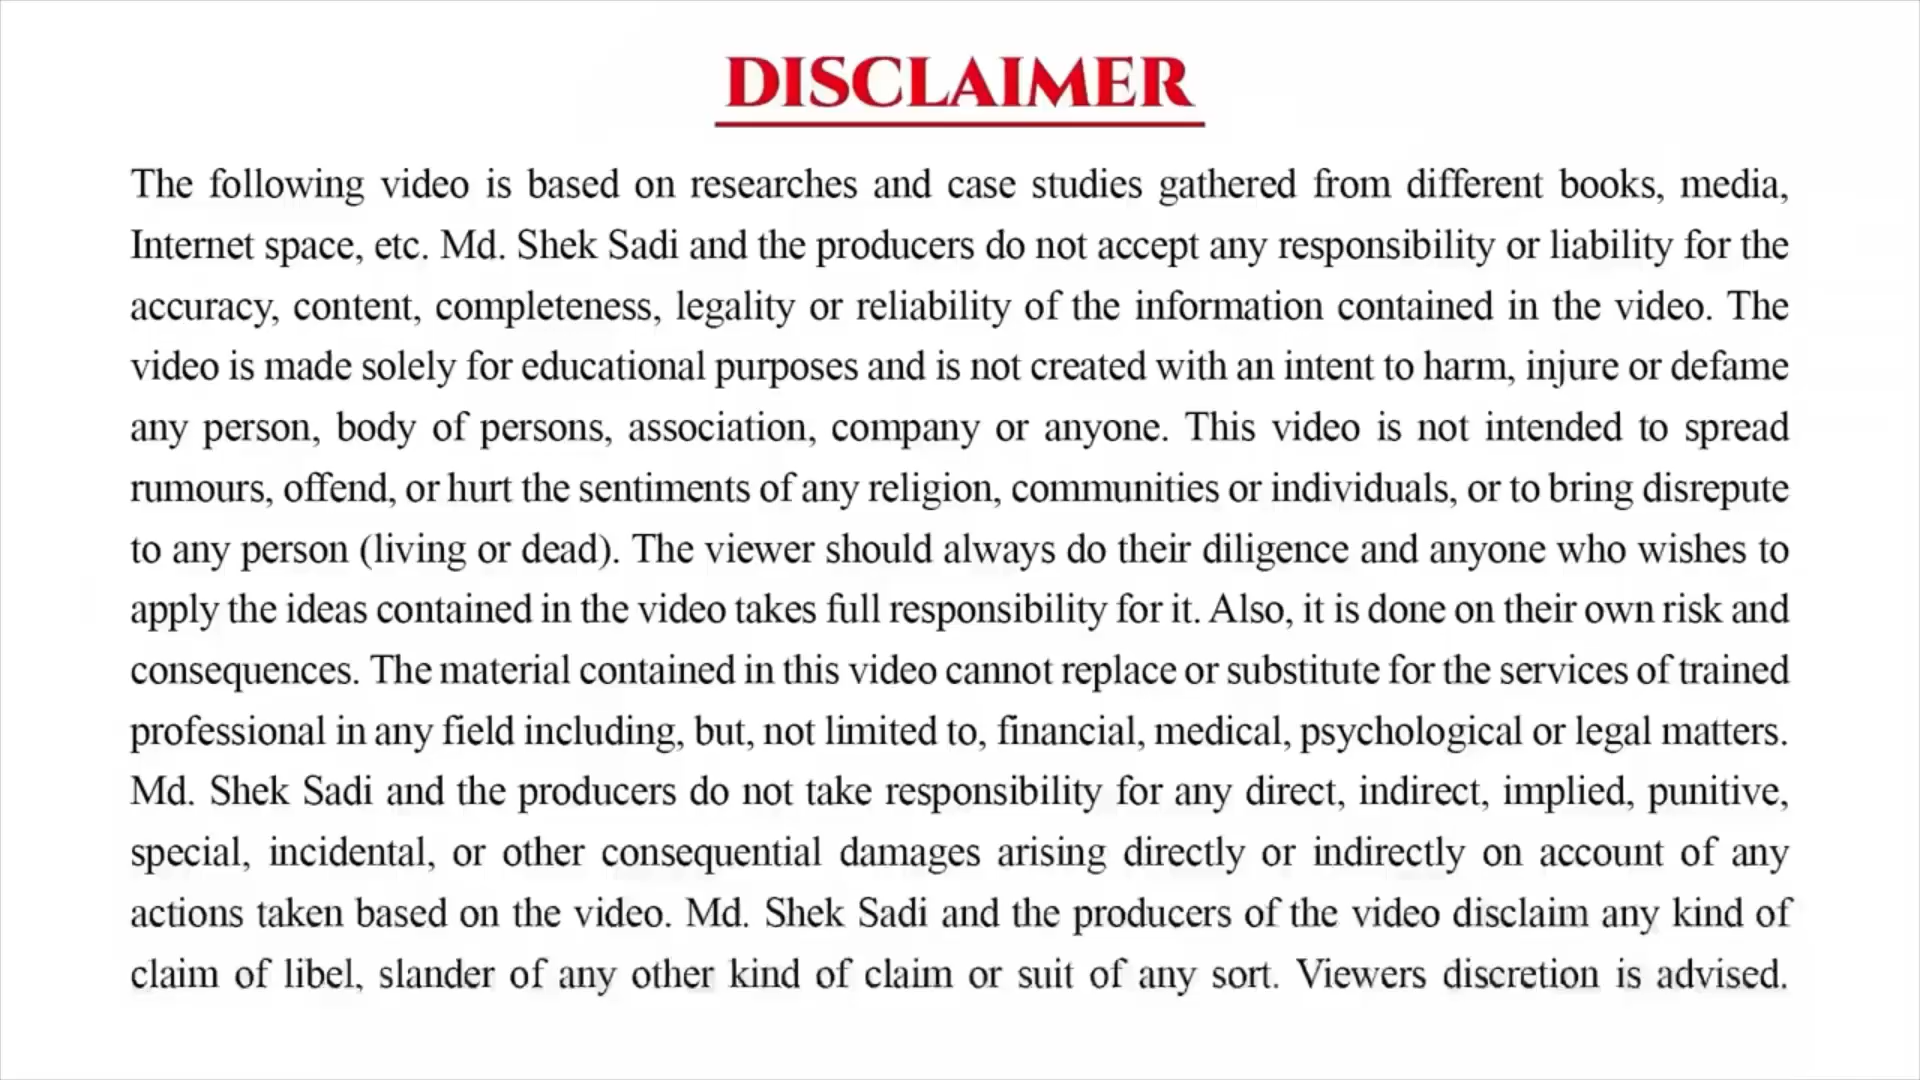 DISCLAIMER
The following video is based on researches and case studies gathered from different books, media,
Internet space, etc. Md. Shek Sadi and the producers do not accept any responsibility or liability for the
accuracy, content, completeness, legality or reliability of the information contained in the video. The
video is made solely for educational purposes and is not created with an intent to harm, injure or defame
any person, body of persons, association, company or anyone. This video is not intended to spread
rumours, offend, or hurt the sentiments of any religion, communities or individuals, or to bring disrepute
to any person (living or dead). The viewer should always do their diligence and anyone who wishes to
apply the ideas contained in the video takes full responsibility for it. Also, it is done on their own risk and
consequences. The material contained in this video cannot replace or substitute for the services of trained
professional in any field including, but, not limited to, financial, medical, psychological or legal matters.
Md. Shek Sadi and the producers do not take responsibility for any direct, indirect, implied, punitive,
special, incidental, or other consequential damages arising directly or indirectly on account of any
actions taken based on the video. Md. Shek Sadi and the producers of the video disclaim any kind of
claim of libel, slander of any other kind of claim or suit of any sort. Viewers discretion is advised.